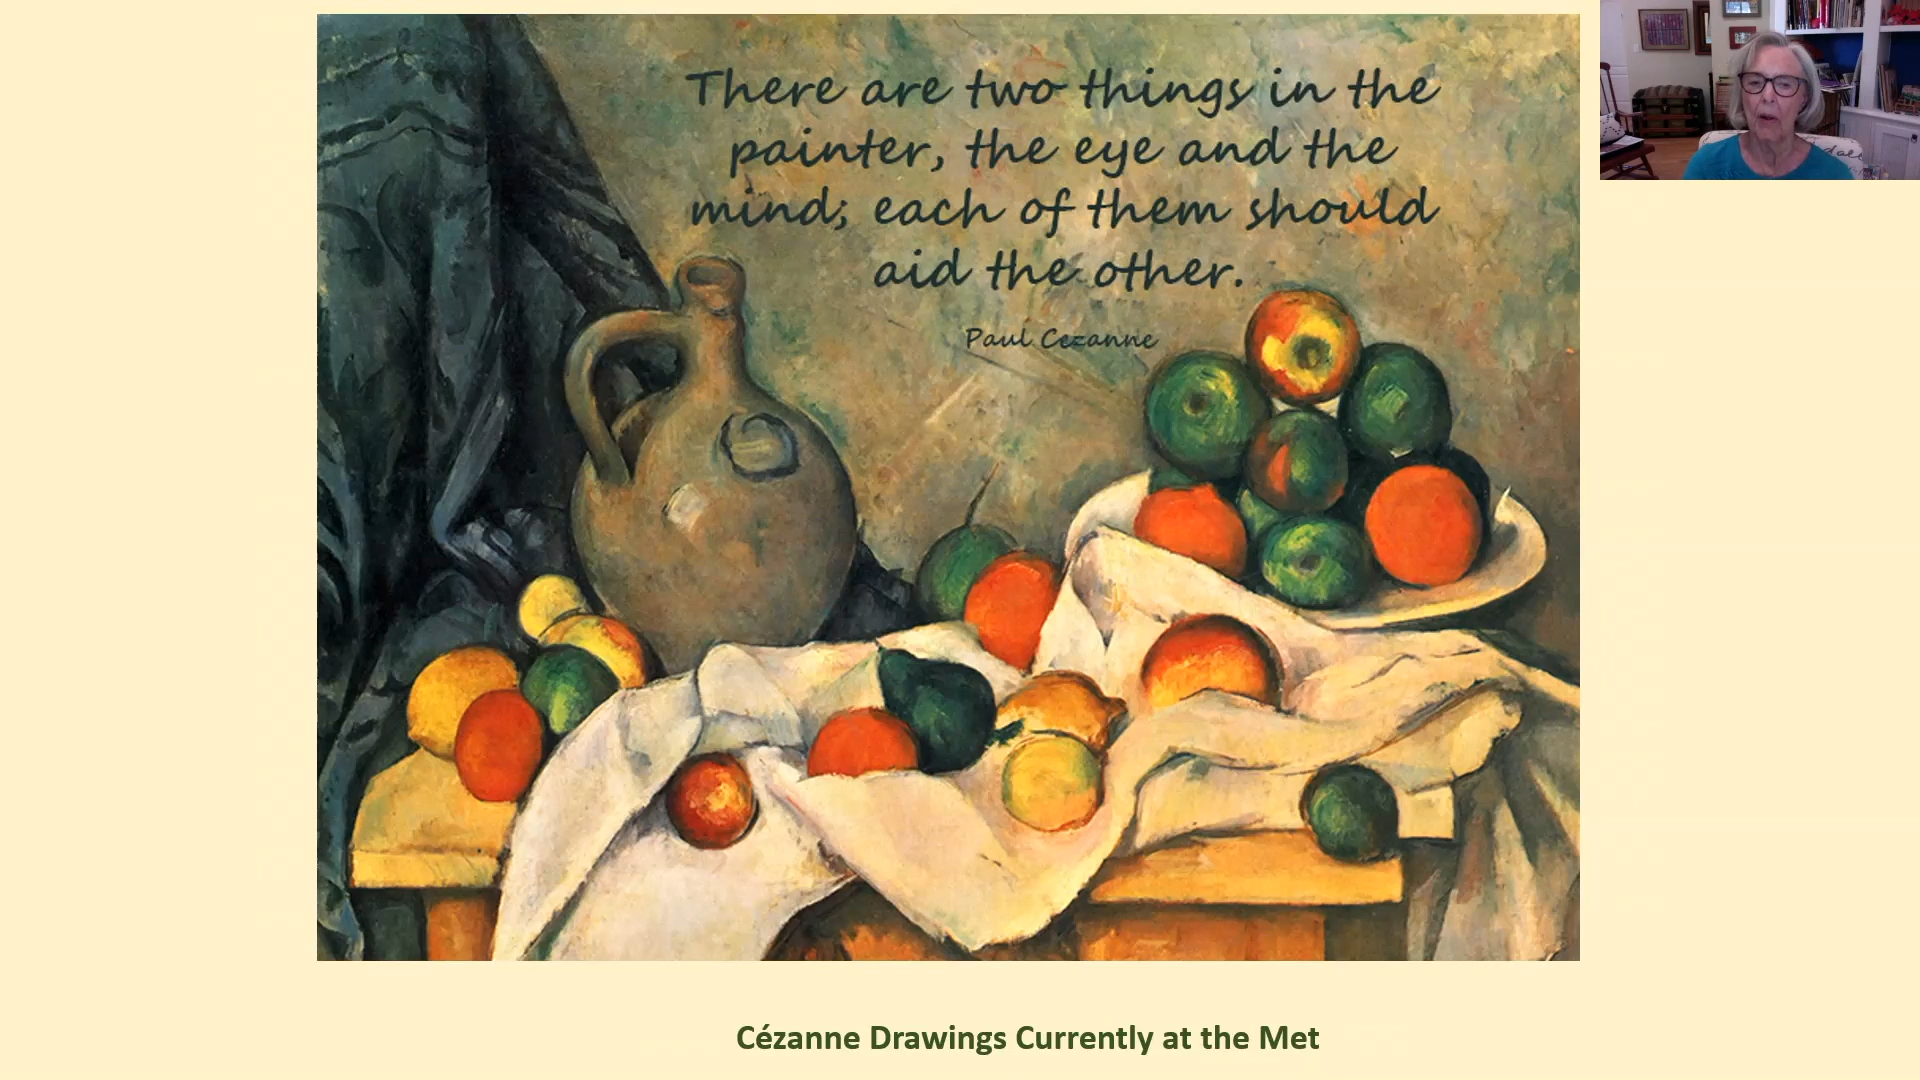 There are two things in the
painter, the eye and the
mind; each of them should
aid the other.
Paul Cezanne
Cézanne Drawings Currently at the Met